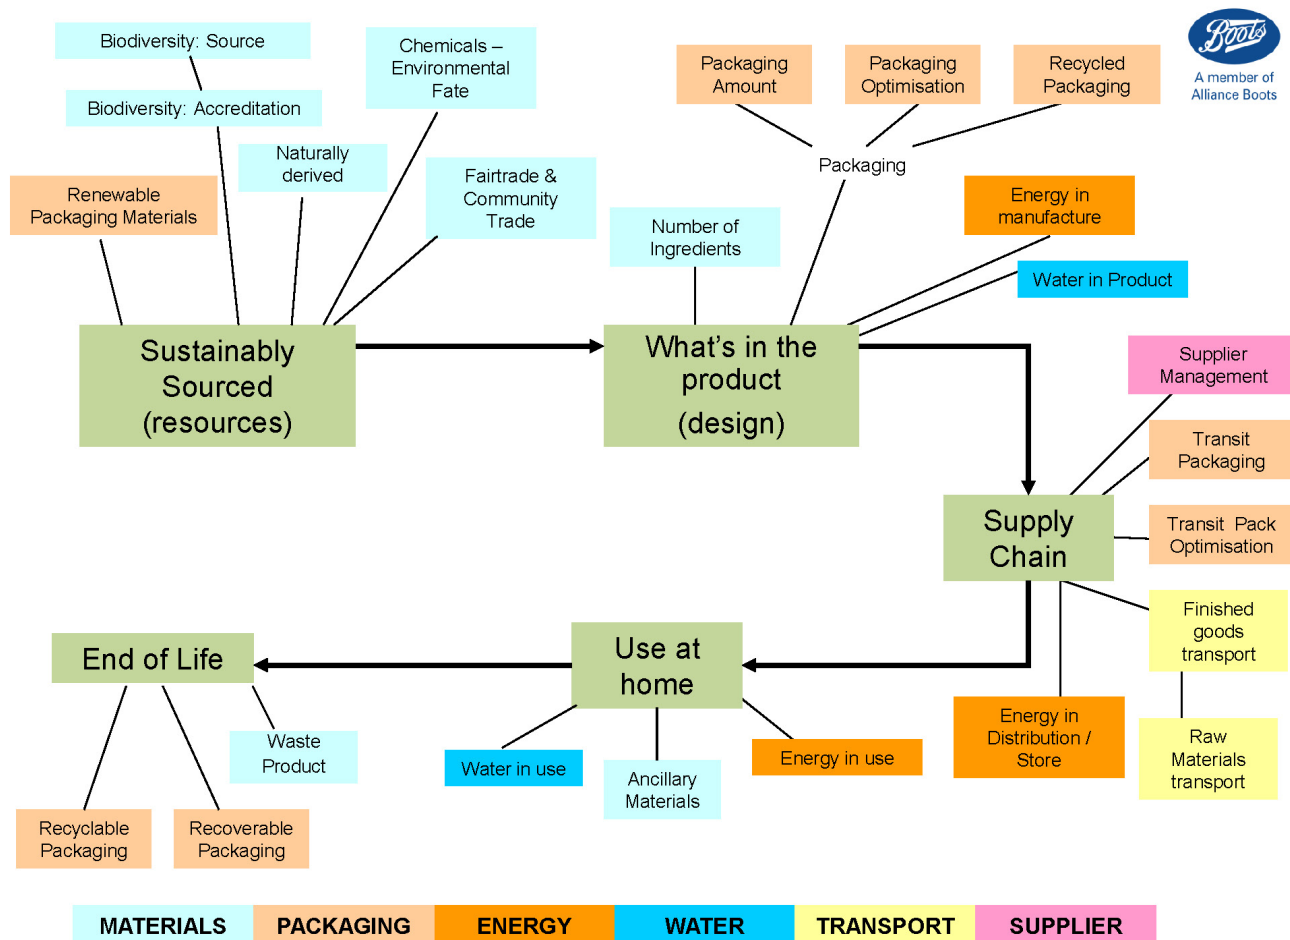 Boots
A member of
Alliance Boots
Biodiversity: Source
Biodiversity: Accreditation
Chemicals –
Environmental
Fate
Naturally
derived
Renewable
Packaging Materials
Fairtrade &
Community
Trade
Packaging
Amount
Packaging
Optimisation
Recycled
Packaging
Packaging
Number of
Ingredients
Energy in
manufacture
Water in Product
Sustainably
Sourced
(resources)
What's in the
product
(design)
Supplier
Management
Transit
Packaging
Supply
Chain
Transit Pack
Optimisation
Finished
goods
transport
Raw
Materials
transport
Energy in
Distribution /
Store
Use at
home
Water in use
Ancillary
Materials
Energy in use
End of Life
Waste
Product
Recyclable
Packaging
Recoverable
Packaging
MATERIALS
PACKAGING
ENERGY
WATER
TRANSPORT
SUPPLIER